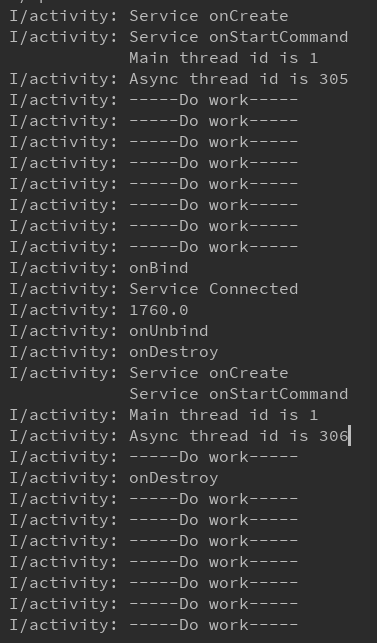 I/activity: Service onCreate
I/activity: Service onStartCommand
Main thread id is 1
I/activity: Async thread id is 305
I/activity: -----Do work-----
I/activity: -----Do work-----
I/activity: -----Do work-----
I/activity: -----Do work-----
I/activity: -----Do work-----
I/activity: -----Do work-----
I/activity: -----Do work-----
I/activity: -----Do work-----
I/activity: onBind
I/activity: Service Connected
I/activity: 1760.0
I/activity: onUnbind
I/activity: onDestroy
I/activity: Service onCreate
Service onStartCommand
I/activity: Main thread id is 1
I/activity: Async thread id is 306
I/activity: -----Do work-----
I/activity: onDestroy
I/activity: -----Do work-----
I/activity: -----Do work-----
I/activity: -----Do work-----
I/activity: -----Do work-----
I/activity: -----Do work-----
I/activity: -----Do work-----
I/activity: -----Do work-----